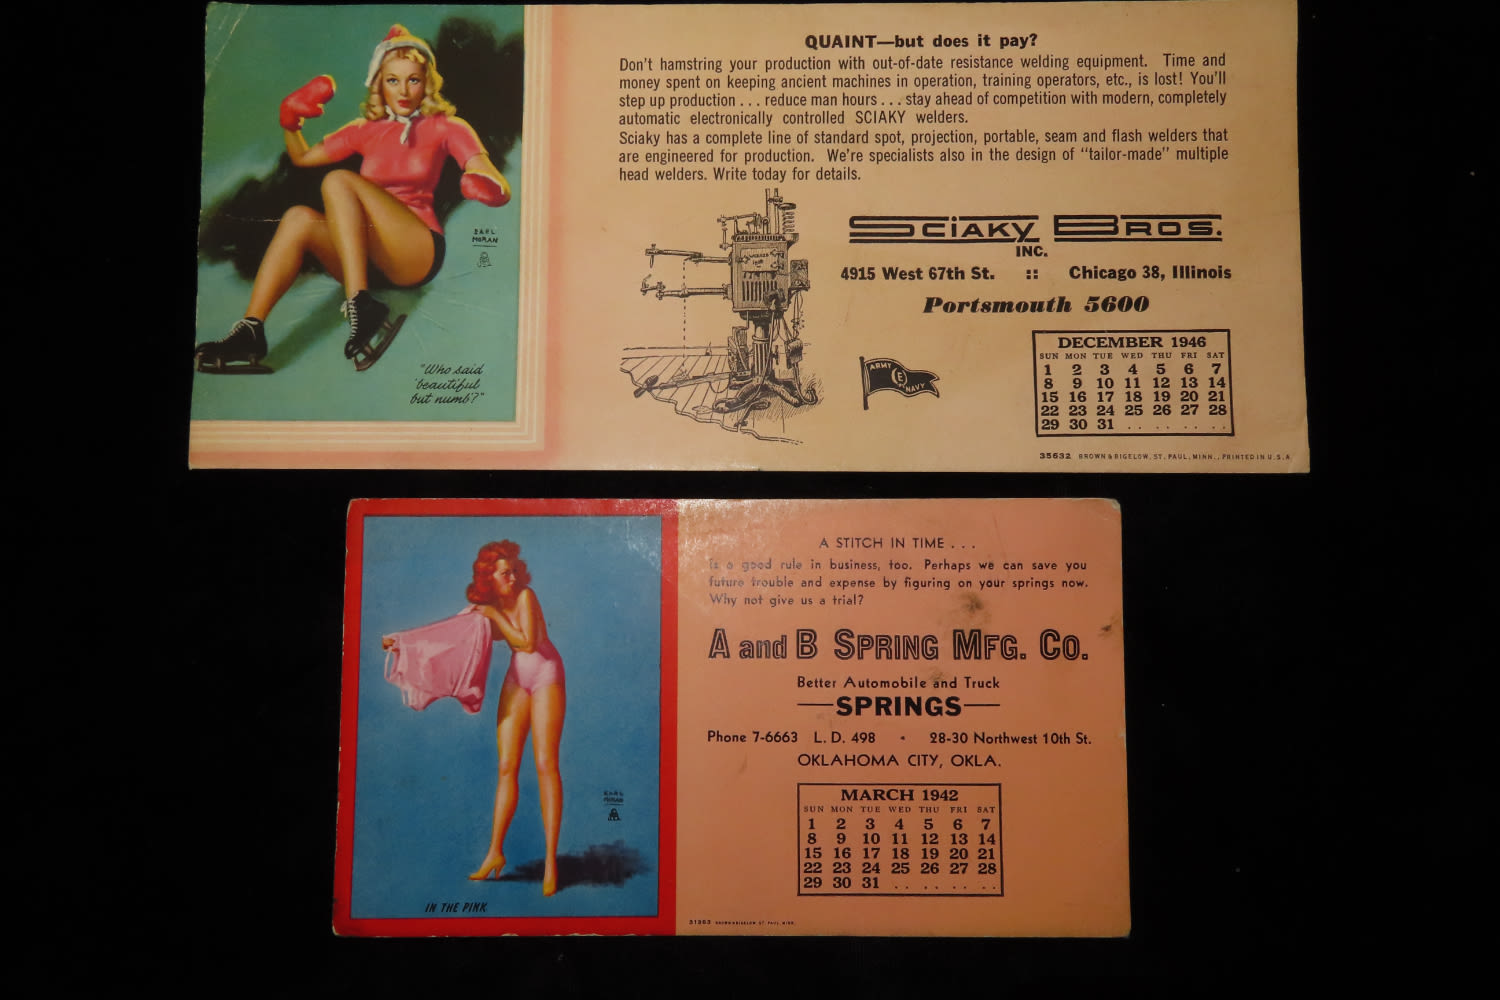 EARL
MORAN
"Who said
'beautiful
but numb'?"
QUAINT—but does it pay?
Don't hamstring your production with out-of-date resistance welding equipment. Time and
money spent on keeping ancient machines in operation, training operators, etc., is lost! You'll
step up production . . . reduce man hours . . . stay ahead of competition with modern, completely
automatic electronically controlled SCIAKY welders.
Sciaky has a complete line of standard spot, projection, portable, seam and flash welders that
are engineered for production. We're specialists also in the design of "tailor-made" multiple
head welders. Write today for details.
SCIAKY BROS.
INC.
4915 West 67th St. :: Chicago 38, Illinois
Portsmouth 5600
ARMY E NAVY
DECEMBER 1946
SUN MON TUE WED THU FRI SAT
1 2 3 4 5 6 7
8 9 10 11 12 13 14
15 16 17 18 19 20 21
22 23 24 25 26 27 28
29 30 31 . . . . . . . .
35632 BROWN & BIGELOW, ST. PAUL, MINN., PRINTED IN U.S.A.
EARL
MORAN
IN THE PINK
A STITCH IN TIME . . .
Is a good rule in business, too. Perhaps we can save you
future trouble and expense by figuring on your springs now.
Why not give us a trial?
A and B SPRING MFG. CO.
Better Automobile and Truck
—SPRINGS—
Phone 7-6663 L. D. 498 • 28-30 Northwest 10th St.
OKLAHOMA CITY, OKLA.
MARCH 1942
SUN MON TUE WED THU FRI SAT
1 2 3 4 5 6 7
8 9 10 11 12 13 14
15 16 17 18 19 20 21
22 23 24 25 26 27 28
29 30 31 . . . . . . . .
31363 BROWN & BIGELOW ST. PAUL, MINN.